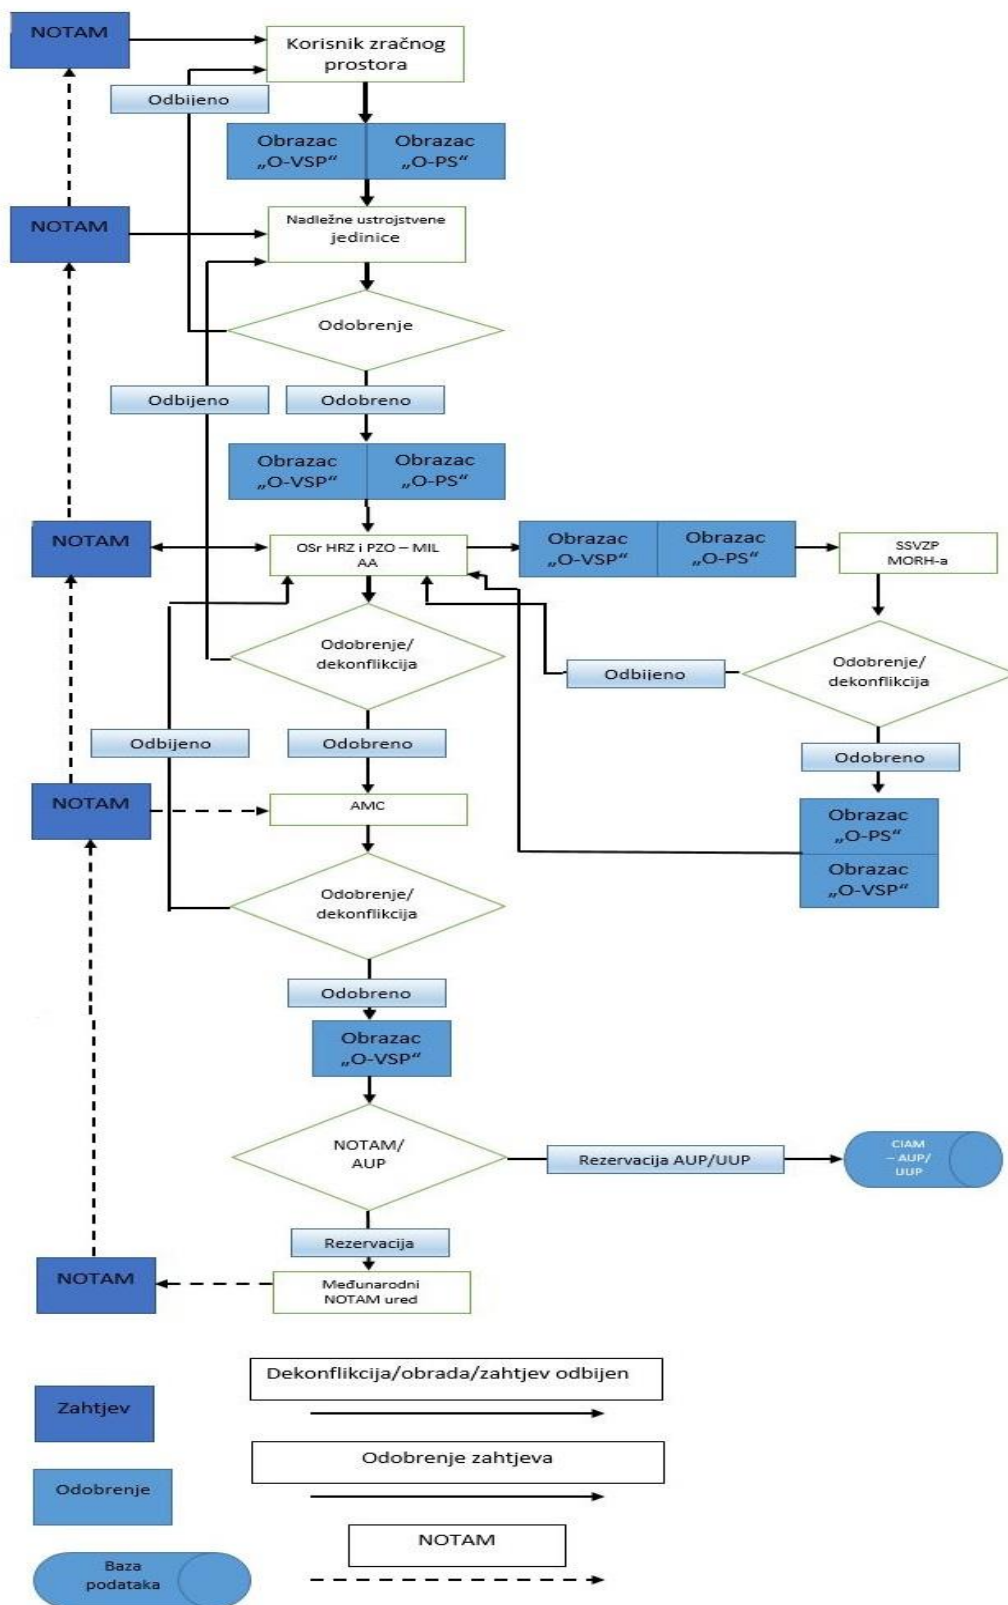 NOTAM
Korisnik zračnog
prostora
Odbijeno
Obrazac
„O-VSP“
Obrazac
„O-PS“
NOTAM
Nadležne ustrojstvene
jedinice
Odobrenje
Odbijeno
Odobreno
Obrazac
„O-VSP“
Obrazac
„O-PS“
NOTAM
OSr HRZ i PZO – MIL
AA
Obrazac
„O-VSP“
Obrazac
„O-PS“
SSVZP
MORH-a
Odobrenje/
dekonflikcija
Odbijeno
Odobrenje/
dekonflikcija
Odbijeno
Odobreno
Odobreno
NOTAM
AMC
Obrazac
„O-PS“
Obrazac
„O-VSP“
Odobrenje/
dekonflikcija
Odobreno
Obrazac
„O-VSP“
NOTAM/
AUP
Rezervacija AUP/UUP
CIAM
– AUP/
UUP
Rezervacija
NOTAM
Međunarodni
NOTAM ured
Dekonflikcija/obrada/zahtjev odbijen
Zahtjev
Odobrenje zahtjeva
Odobrenje
NOTAM
Baza
podataka